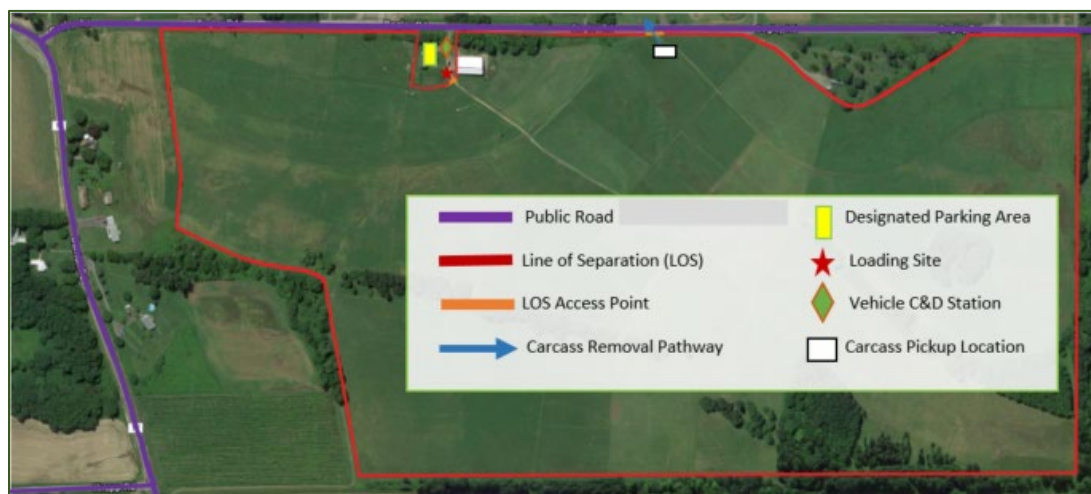 Public Road
Designated Parking Area
Line of Separation (LOS)
Loading Site
LOS Access Point
Vehicle C&D Station
Carcass Removal Pathway
Carcass Pickup Location